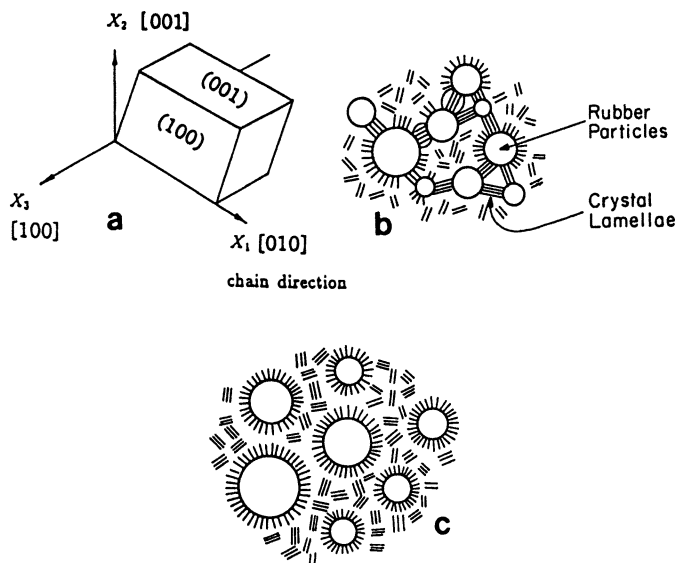 X₂ [001]
(001)
(100)
X₃
[100]
a
X₁ [010]
chain direction
Rubber
Particles
Crystal
Lamellae
b
c